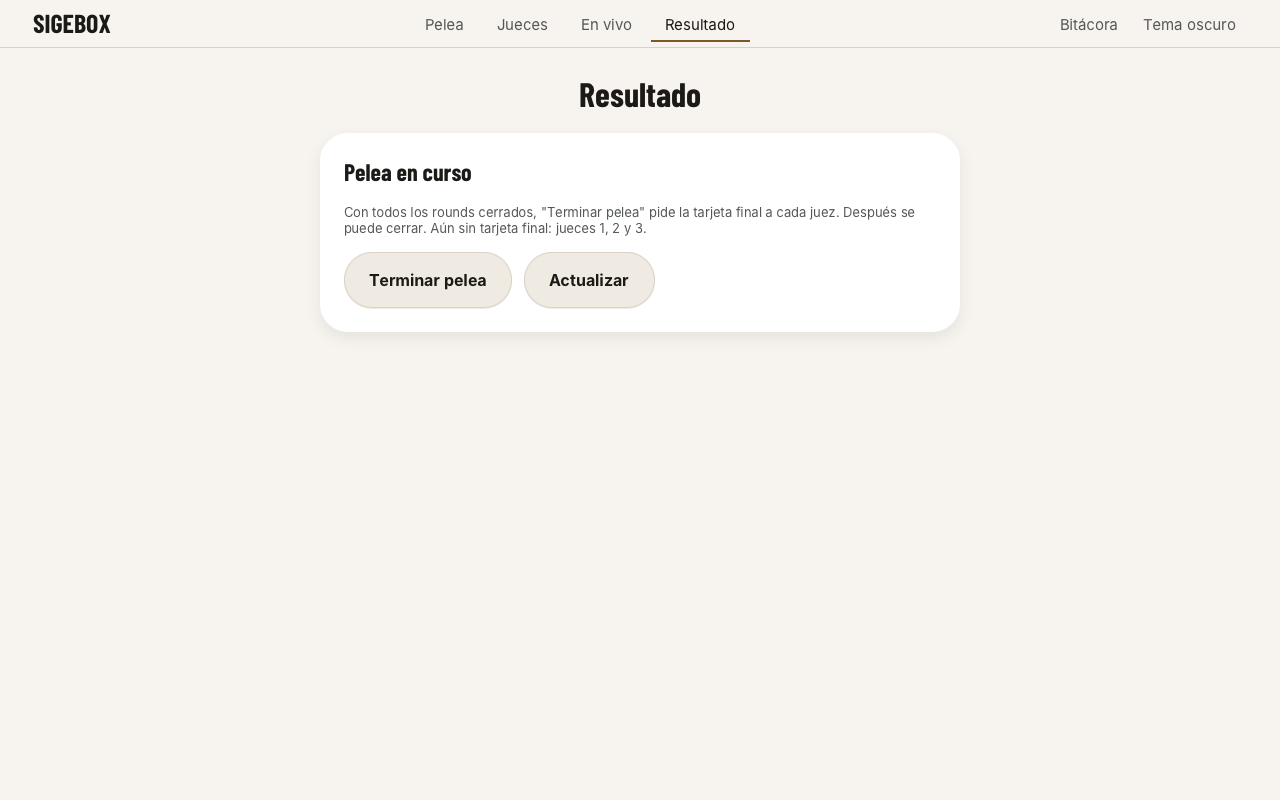 SIGEBOX
Pelea
Jueces
En vivo
Resultado
Bitácora
Tema oscuro
Resultado
Pelea en curso
Con todos los rounds cerrados, "Terminar pelea" pide la tarjeta final a cada juez. Después se
puede cerrar. Aún sin tarjeta final: jueces 1, 2 y 3.
Terminar pelea
Actualizar